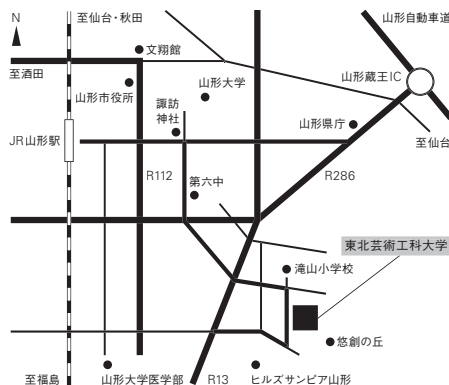 N
至仙台・秋田
山形自動車道
文翔館
至酒田
山形蔵王IC
山形大学
山形市役所
諏訪
神社
山形県庁
JR山形駅
至仙台
R112
第六中
R286
東北芸術工科大学
滝山小学校
悠創の丘
至福島
山形大学医学部
R13
ヒルズサンピア山形